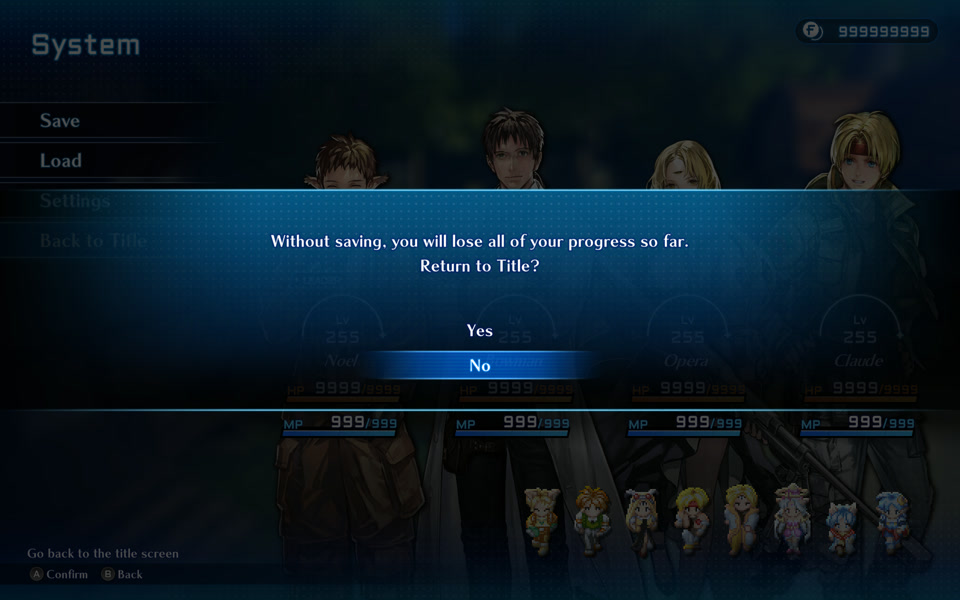 System
F 999999999
Save
Load
Settings
Back to Title
Without saving, you will lose all of your progress so far.
Return to Title?
Yes
No
Lv
255
Noel
HP 9999/9999
MP 999/999
Lv
255
HP 9999/9999
MP 999/999
Lv
255
Opera
HP 9999/9999
MP 999/999
Lv
255
Claude
HP 9999/9999
MP 999/999
Go back to the title screen
A Confirm B Back